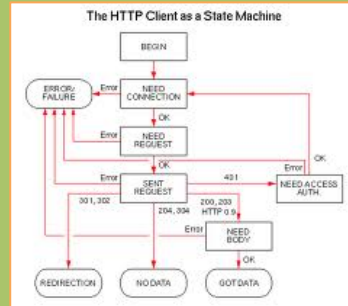 The HTTP Client as a State Machine
BEGIN
ERROR/
FAILURE
Error
NEED
CONNECTION
OK
NEED
REQUEST
Error
OK
OK
Error
Error
SENT
REQUEST
401
NEED ACCESS
AUTH.
301, 302
204, 304
200, 203
HTTP 0.9
Error
NEED
BODY
OK
REDIRECTION
NO DATA
GOT DATA